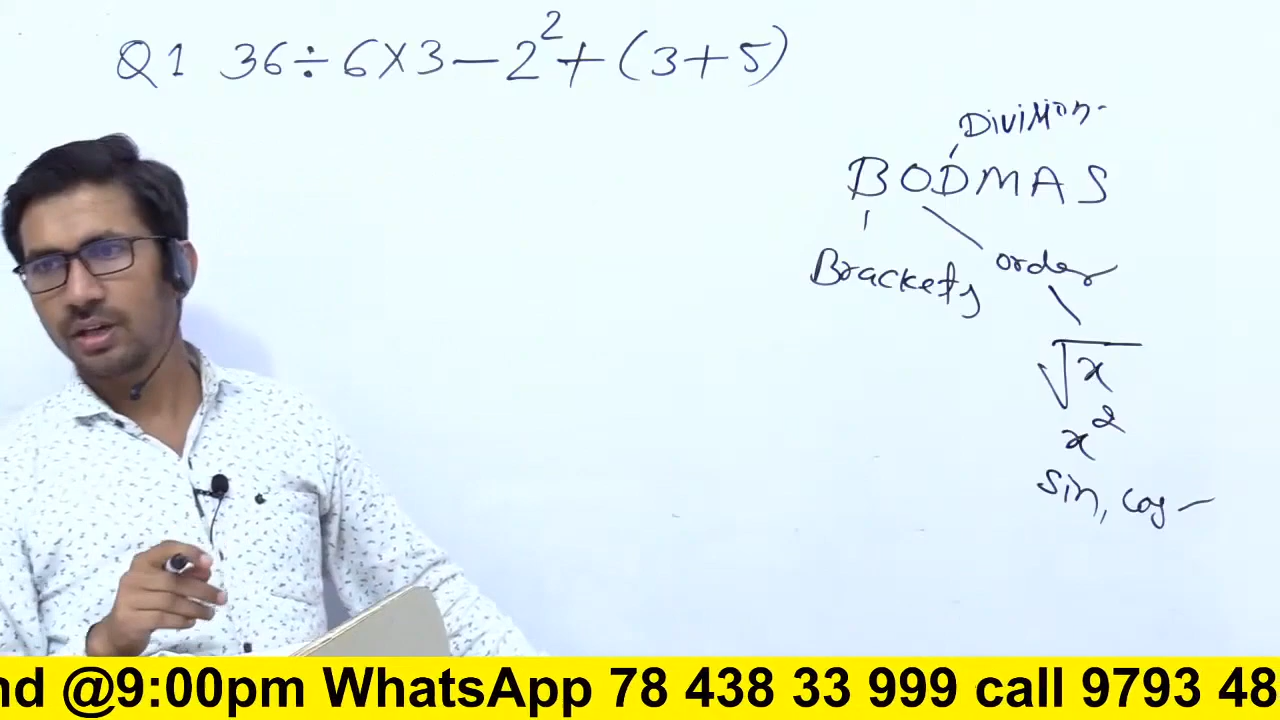 Q1 36÷6×3−2²+(3+5)
Division
BODMAS
Brackets
order
√x
x²
sin, cos
nd @9:00pm WhatsApp 78 438 33 999 call 9793 48